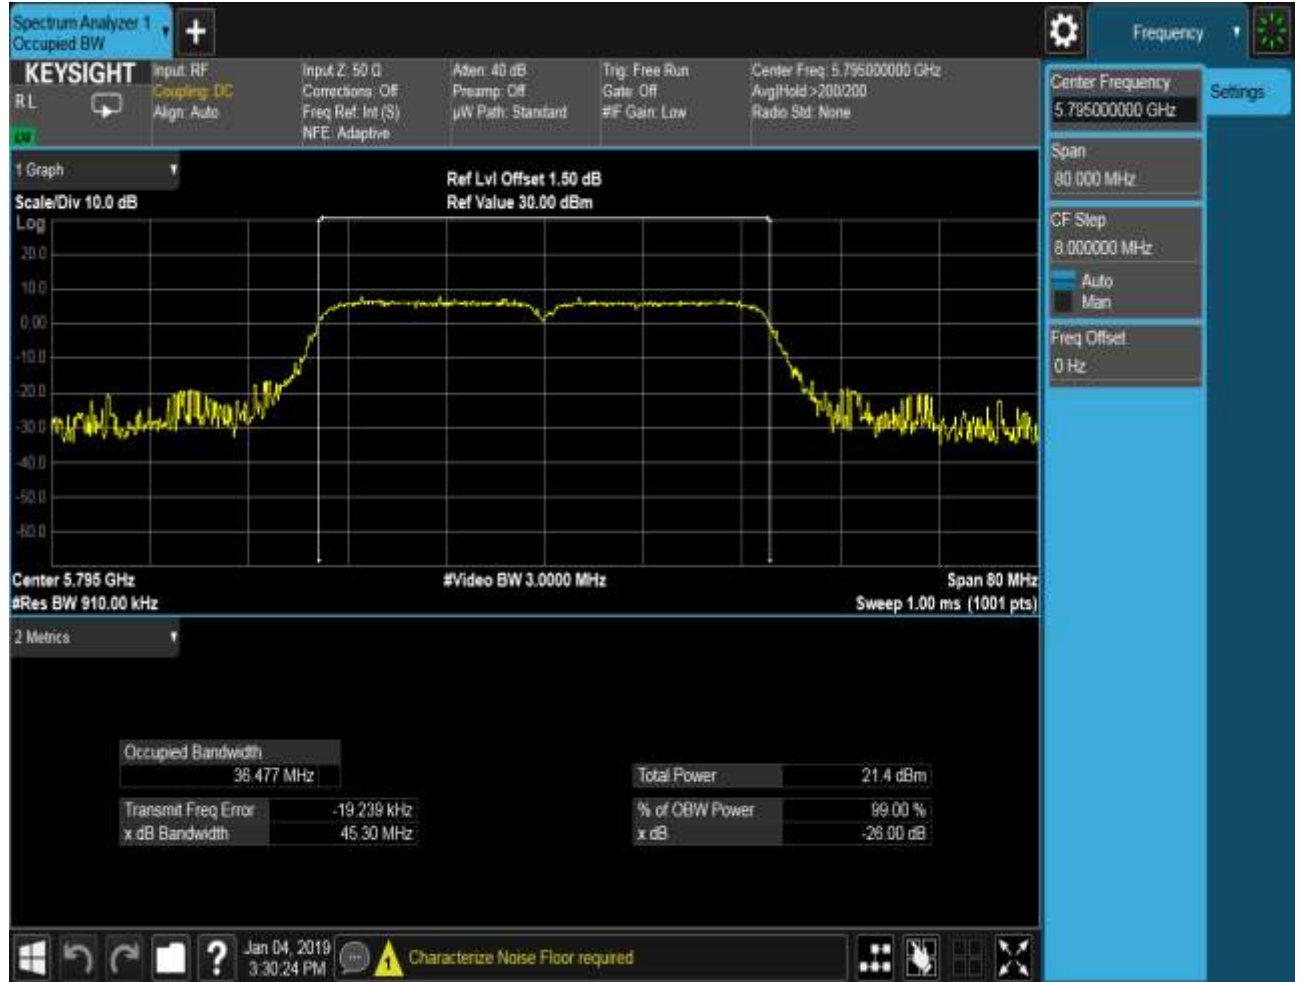 Spectrum Analyzer 1
Occupied BW
Frequency
KEYSIGHT
R L
Input: RF
Coupling: DC
Align: Auto
Input Z: 50 Ω
Corrections: Off
Freq Ref: Int (S)
NFE: Adaptive
Atten: 40 dB
Preamp: Off
µW Path: Standard
Trig: Free Run
Gate: Off
#IF Gain: Low
Center Freq: 5.795000000 GHz
Avg|Hold:>200/200
Radio Std: None
Center Frequency
5.795000000 GHz
Settings
Span
80.000 MHz
CF Step
8.000000 MHz
Auto
Man
Freq Offset
0 Hz
1 Graph
Scale/Div 10.0 dB
Ref Lvl Offset 1.50 dB
Ref Value 30.00 dBm
Log
20.0
10.0
0.00
-10.0
-20.0
-30.0
-40.0
-50.0
-60.0
Center 5.795 GHz
#Res BW 910.00 kHz
#Video BW 3.0000 MHz
Span 80 MHz
Sweep 1.00 ms (1001 pts)
2 Metrics
Occupied Bandwidth
36.477 MHz
Transmit Freq Error -19.239 kHz
x dB Bandwidth 45.30 MHz
Total Power 21.4 dBm
% of OBW Power 99.00 %
x dB -26.00 dB
?
Jan 04, 2019
3:30:24 PM
1
Characterize Noise Floor required